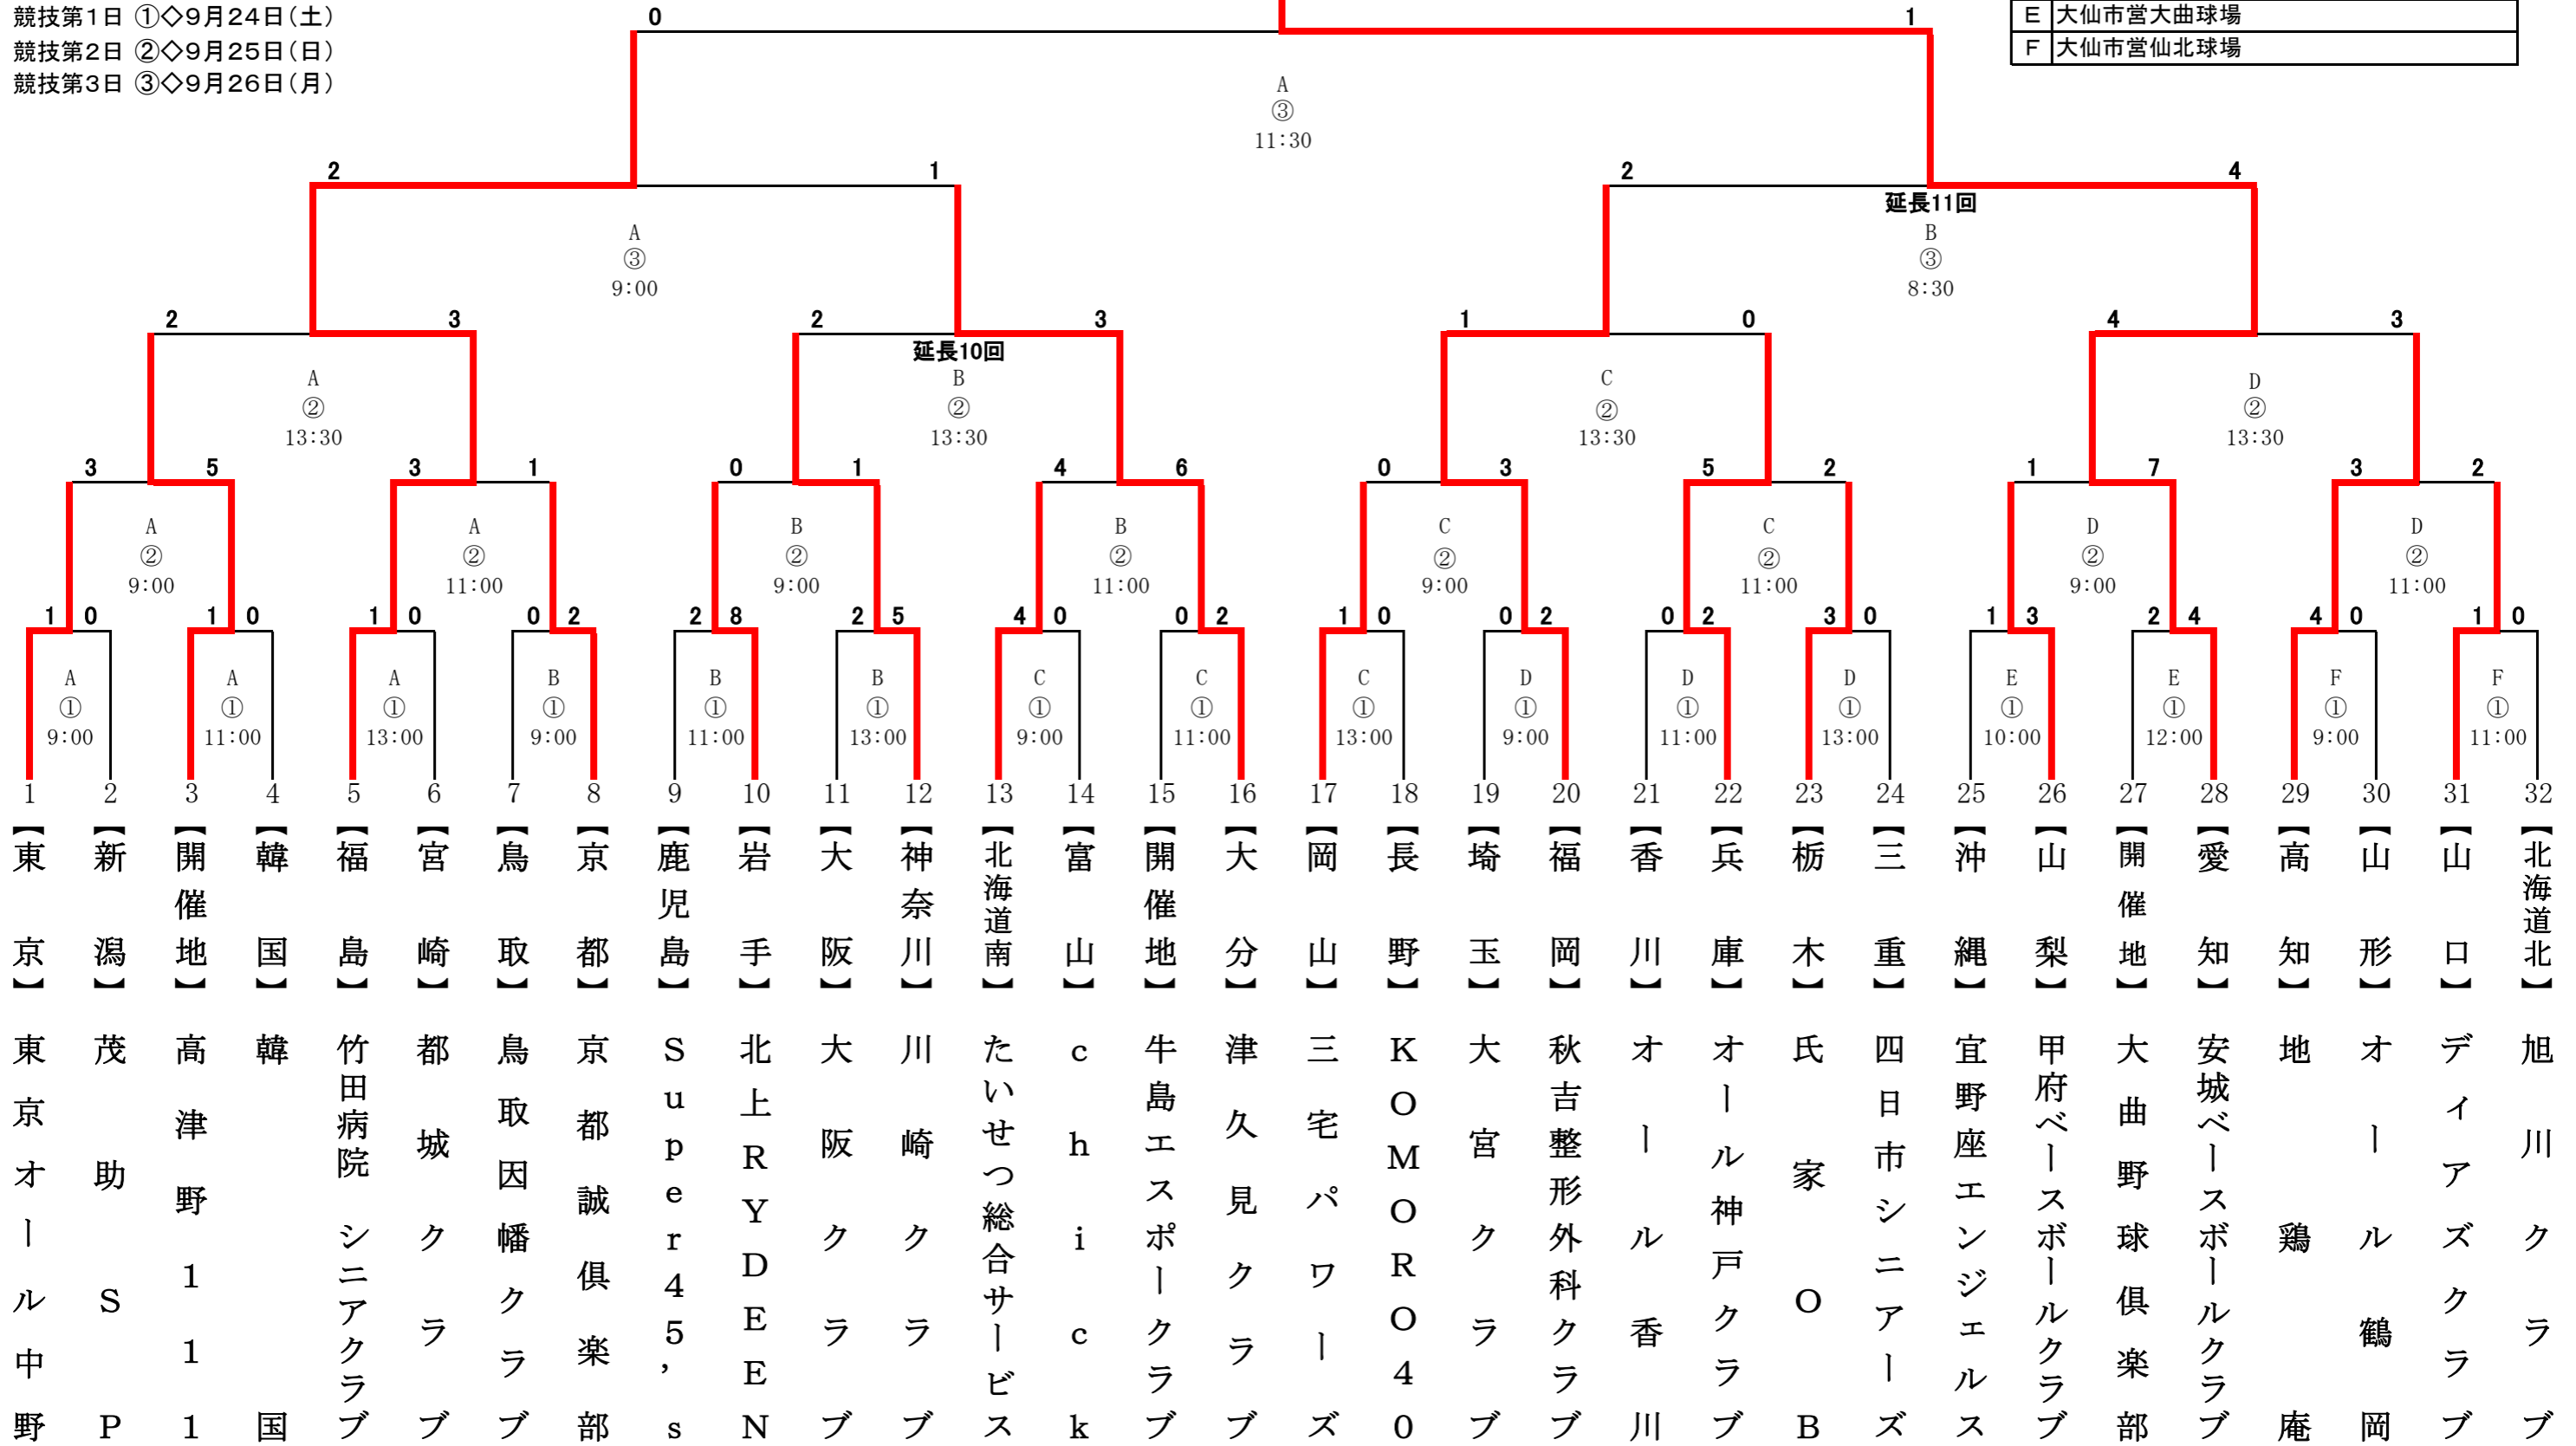 競技第1日 ①◇9月24日(土)
競技第2日 ②◇9月25日(日)
競技第3日 ③◇9月26日(月)
E 大仙市営大曲球場
F 大仙市営仙北球場
0 1
A
③
11:30
2 1 2 4
延長11回
A B
③ ③
9:00 8:30
2 3 2 3 1 0 4 3
延長10回
A B C D
② ② ② ②
13:30 13:30 13:30 13:30
3 5 3 1 0 1 4 6 0 3 5 2 1 7 3 2
A A B B C C D D
② ② ② ② ② ② ② ②
9:00 11:00 9:00 11:00 9:00 11:00 9:00 11:00
1 0 1 0 1 0 0 2 2 8 2 5 4 0 0 2 1 0 0 2 0 2 3 0 1 3 2 4 4 0 1 0
A A A B B B C C C D D D E E F F
① ① ① ① ① ① ① ① ① ① ① ① ① ① ① ①
9:00 11:00 13:00 9:00 11:00 13:00 9:00 11:00 13:00 9:00 11:00 13:00 10:00 12:00 9:00 11:00
1 【東京】 東京オール中野
2 【新潟】 茂助SP
3 【開催地】 高津野111
4 【韓国】 韓国
5 【福島】 竹田病院 シニアクラブ
6 【宮崎】 都城クラブ
7 【鳥取】 鳥取因幡クラブ
8 【京都】 京都誠倶楽部
9 【鹿児島】 Super45’s
10 【岩手】 北上RYDEEN
11 【大阪】 大阪クラブ
12 【神奈川】 川崎クラブ
13 【北海道南】 たいせつ総合サービス
14 【富山】 chick
15 【開催地】 牛島エスポークラブ
16 【大分】 津久見クラブ
17 【岡山】 三宅パワーズ
18 【長野】 KOMORO40
19 【埼玉】 大宮クラブ
20 【福岡】 秋吉整形外科クラブ
21 【香川】 オール香川
22 【兵庫】 オール神戸クラブ
23 【栃木】 氏家OB
24 【三重】 四日市シニアーズ
25 【沖縄】 宜野座エンジェルス
26 【山梨】 甲府ベースボールクラブ
27 【開催地】 大曲野球倶楽部
28 【愛知】 安城ベースボールクラブ
29 【高知】 地鶏庵
30 【山形】 オール鶴岡
31 【山口】 ディアズクラブ
32 【北海道北】 旭川クラブ